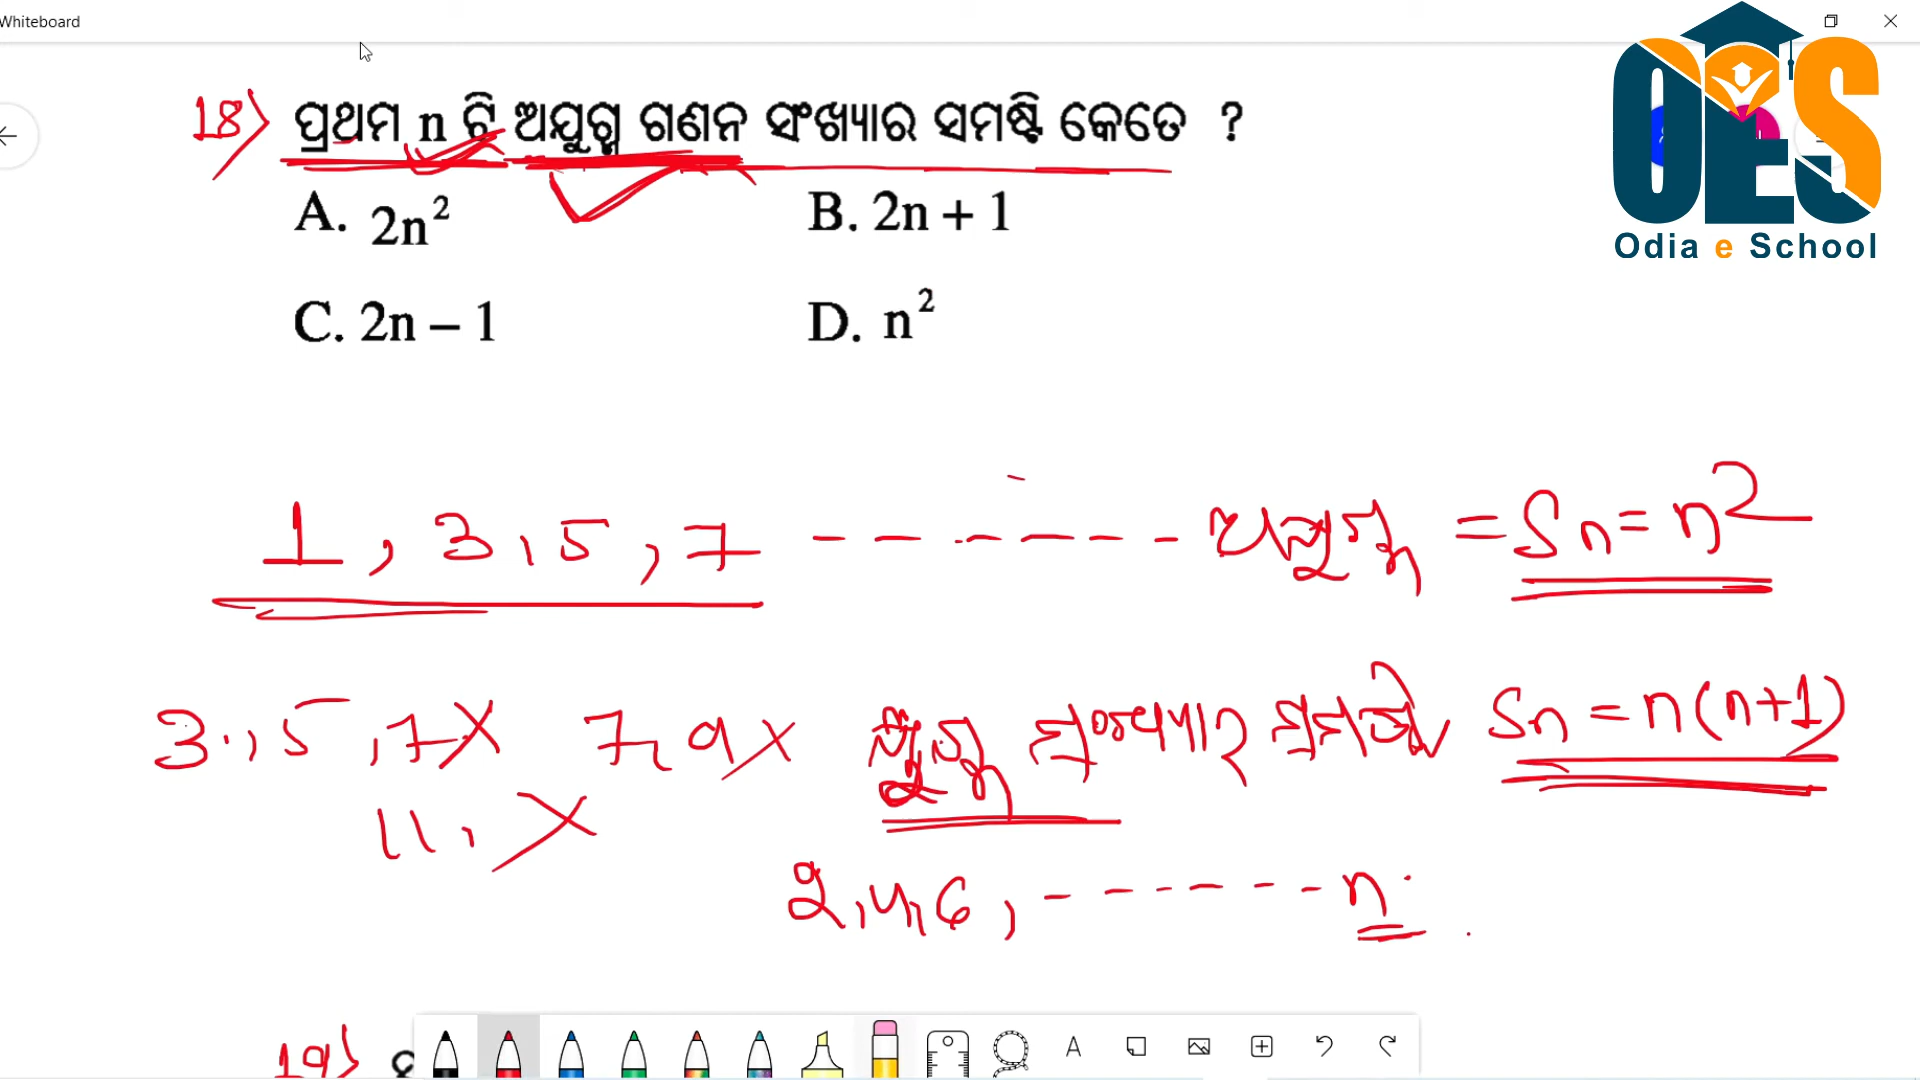 Whiteboard
18) ପ୍ରଥମ n ଟି ଅଯୁଗ୍ମ ଗଣନ ସଂଖ୍ୟାର ସମଷ୍ଟି କେତେ ?
A. 2n² B. 2n + 1
C. 2n – 1 D. n²
OES
Odia e School
1, 3, 5, 7 - - - - - - - ଅଯୁଗ୍ମ = Sn = n²
3, 5, 7 × 7, 9 × ଯୁଗ୍ମ Sn = n(n+1)
11, ×
2, 4, 6, - - - - - - n
19)
A